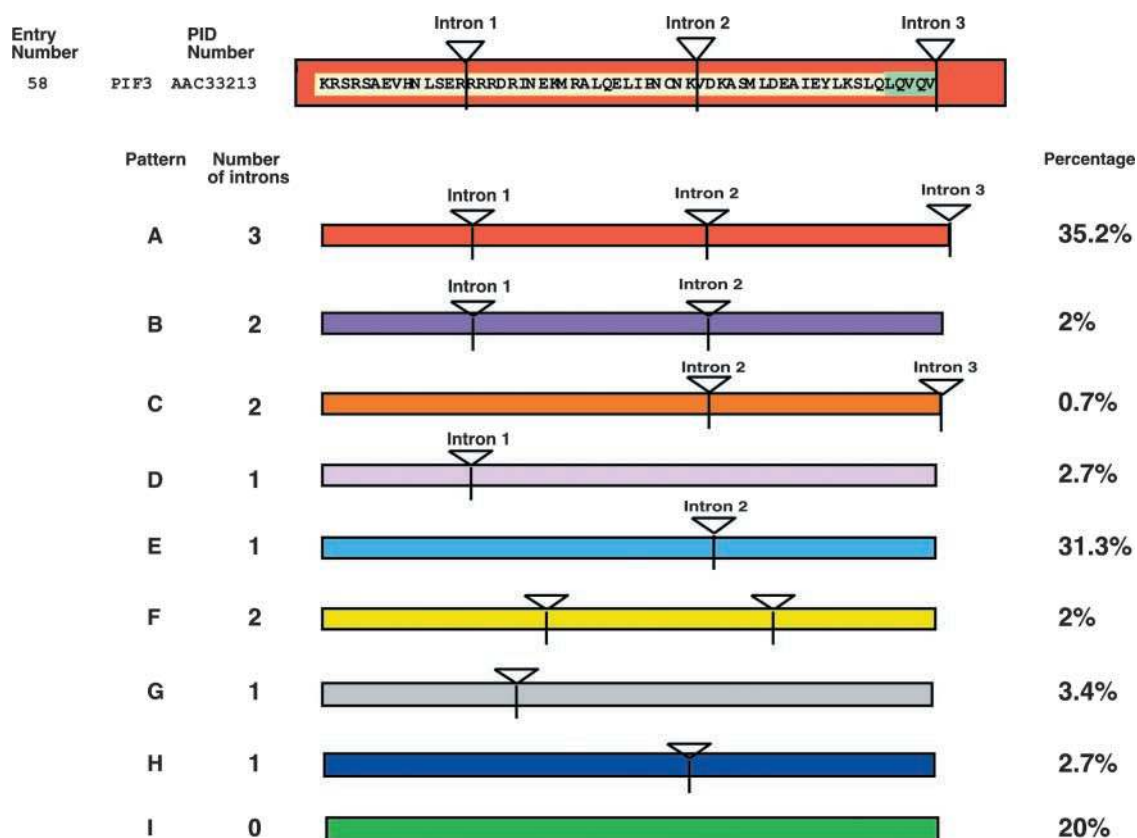 Intron 1 Intron 2 Intron 3
Entry Number PID Number
58 PIF3 AAC33213 KRSRSAEVHNLSERRRRDRINEKMRALQELIPNCNKVDKASMLDEAIEYLKSLQLQVQV
Pattern Number of introns Percentage
Intron 1 Intron 2 Intron 3
A 3 35.2%
Intron 1 Intron 2
B 2 2%
Intron 2 Intron 3
C 2 0.7%
Intron 1
D 1 2.7%
Intron 2
E 1 31.3%
F 2 2%
G 1 3.4%
H 1 2.7%
I 0 20%